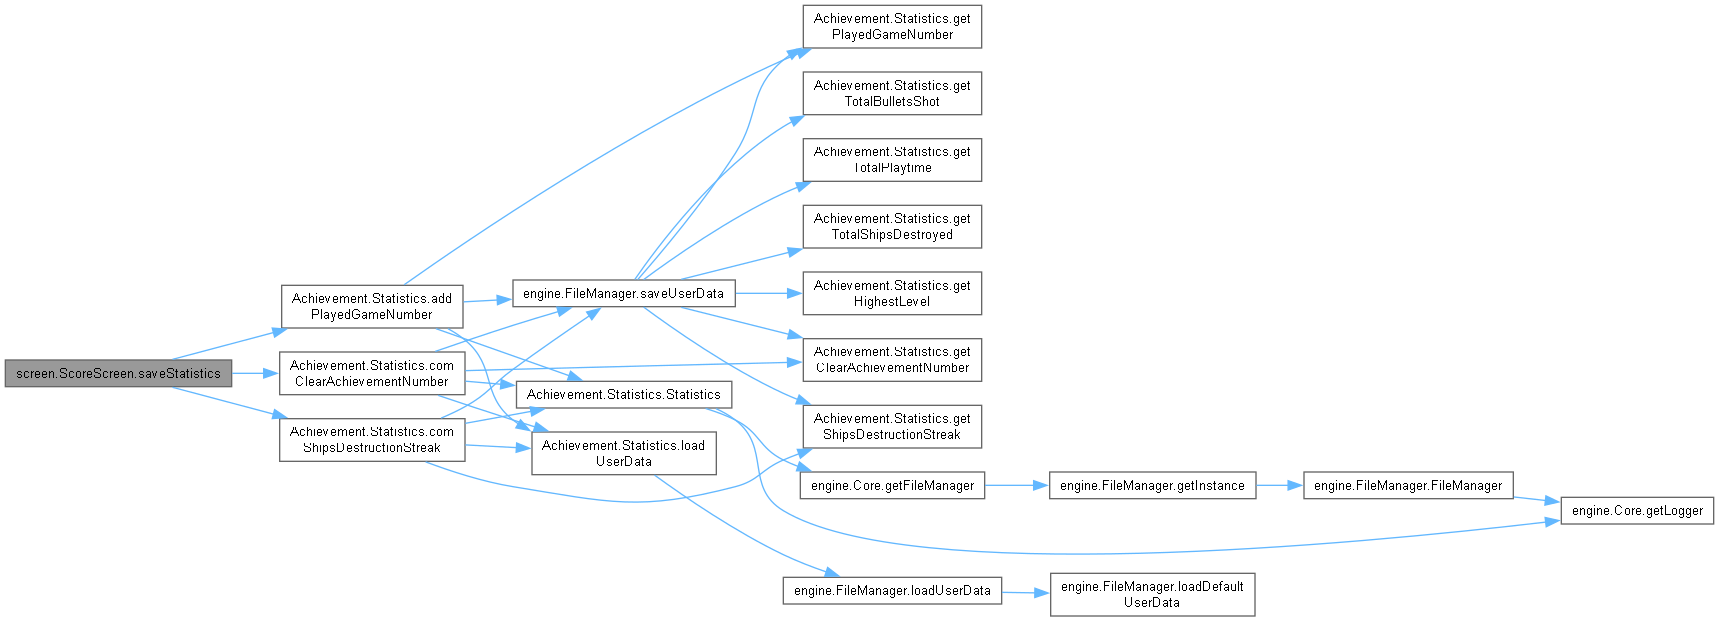 Achievement.Statistics.get
PlayedGameNumber
Achievement.Statistics.get
TotalBulletsShot
Achievement.Statistics.get
TotalPlaytime
Achievement.Statistics.get
TotalShipsDestroyed
Achievement.Statistics.add
PlayedGameNumber
engine.FileManager.saveUserData
Achievement.Statistics.get
HighestLevel
screen.ScoreScreen.saveStatistics
Achievement.Statistics.com
ClearAchievementNumber
Achievement.Statistics.get
ClearAchievementNumber
Achievement.Statistics.Statistics
Achievement.Statistics.com
ShipsDestructionStreak
Achievement.Statistics.get
ShipsDestructionStreak
Achievement.Statistics.load
UserData
engine.Core.getFileManager
engine.FileManager.getInstance
engine.FileManager.FileManager
engine.Core.getLogger
engine.FileManager.loadUserData
engine.FileManager.loadDefault
UserData